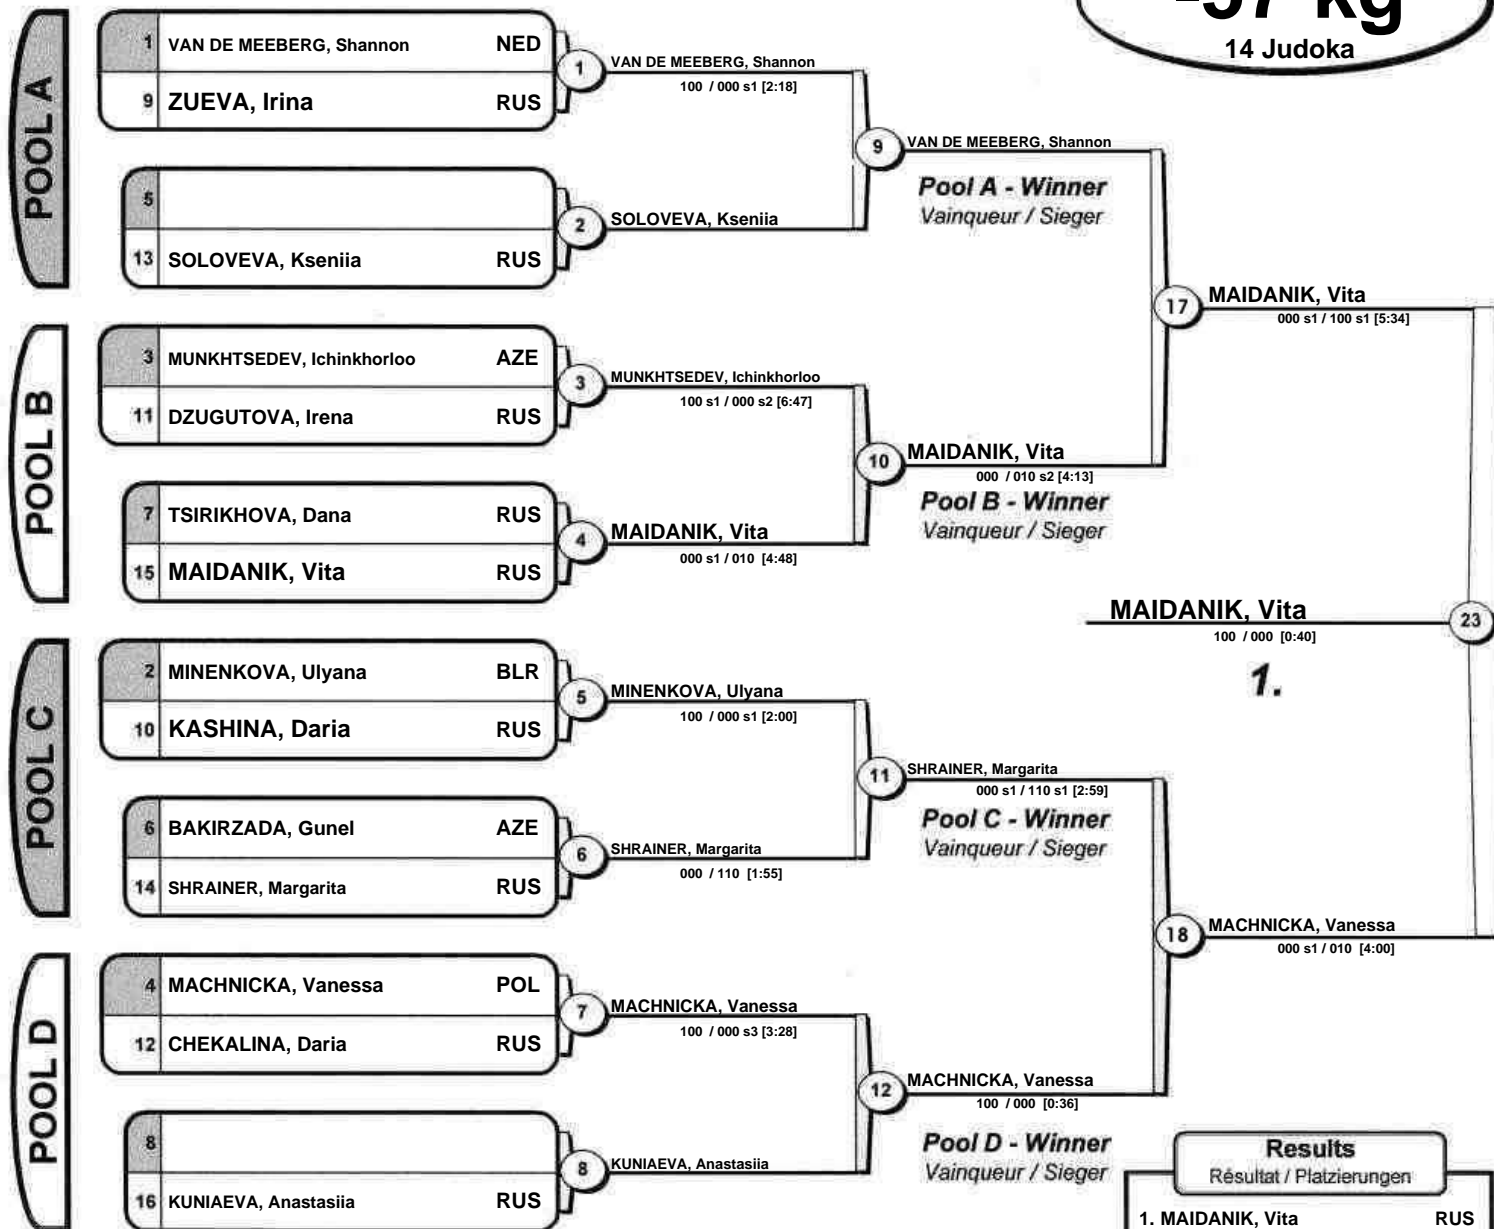 -57 kg
14 Judoka
POOL A
1 VAN DE MEEBERG, Shannon NED
9 ZUEVA, Irina RUS
1
VAN DE MEEBERG, Shannon
100 / 000 s1 [2:18]
5
13 SOLOVEVA, Kseniia RUS
2
SOLOVEVA, Kseniia
9
VAN DE MEEBERG, Shannon
Pool A - Winner
Vainqueur / Sieger
POOL B
3 MUNKHTSEDEV, Ichinkhorloo AZE
11 DZUGUTOVA, Irena RUS
3
MUNKHTSEDEV, Ichinkhorloo
100 s1 / 000 s2 [6:47]
7 TSIRIKHOVA, Dana RUS
15 MAIDANIK, Vita RUS
4
MAIDANIK, Vita
000 s1 / 010 [4:48]
10
MAIDANIK, Vita
000 / 010 s2 [4:13]
Pool B - Winner
Vainqueur / Sieger
17
MAIDANIK, Vita
000 s1 / 100 s1 [5:34]
MAIDANIK, Vita
100 / 000 [0:40]
1.
23
POOL C
2 MINENKOVA, Ulyana BLR
10 KASHINA, Daria RUS
5
MINENKOVA, Ulyana
100 / 000 s1 [2:00]
6 BAKIRZADA, Gunel AZE
14 SHRAINER, Margarita RUS
6
SHRAINER, Margarita
000 / 110 [1:55]
11
SHRAINER, Margarita
000 s1 / 110 s1 [2:59]
Pool C - Winner
Vainqueur / Sieger
POOL D
4 MACHNICKA, Vanessa POL
12 CHEKALINA, Daria RUS
7
MACHNICKA, Vanessa
100 / 000 s3 [3:28]
8
16 KUNIAEVA, Anastasiia RUS
8
KUNIAEVA, Anastasiia
12
MACHNICKA, Vanessa
100 / 000 [0:36]
Pool D - Winner
Vainqueur / Sieger
18
MACHNICKA, Vanessa
000 s1 / 010 [4:00]
Results
Résultat / Platzierungen
1. MAIDANIK, Vita RUS